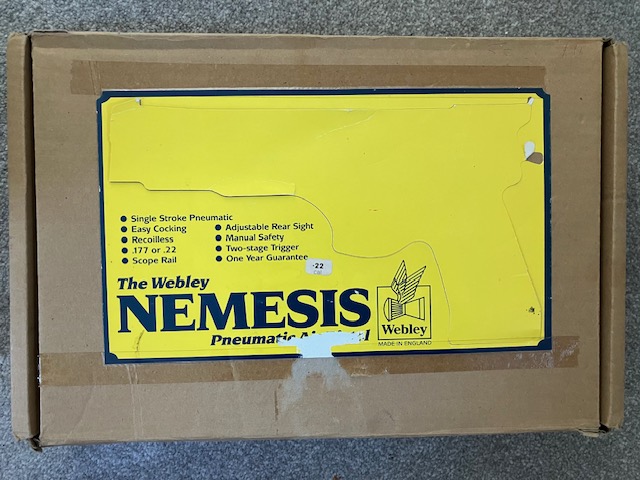 ● Single Stroke Pneumatic
● Easy Cocking
● Recoilless
● .177 or .22
● Scope Rail
● Adjustable Rear Sight
● Manual Safety
● Two-stage Trigger
● One Year Guarantee
.22
The Webley
NEMESIS
Pneumatic
Webley
MADE IN ENGLAND